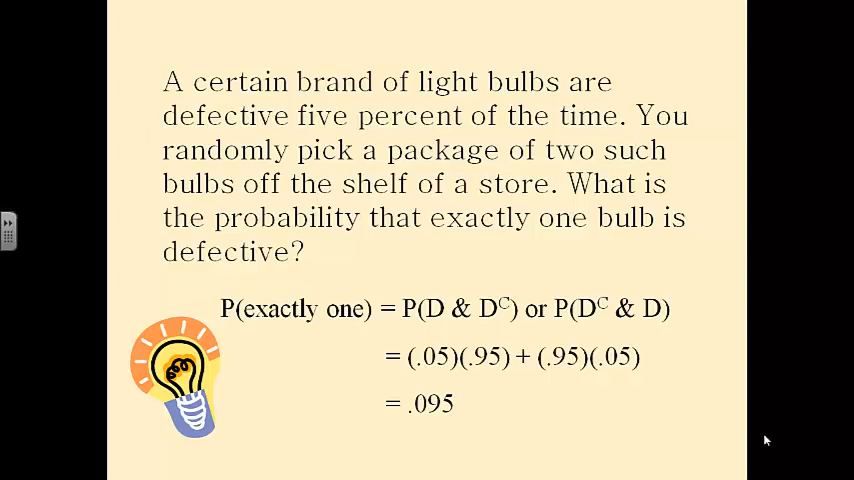 A certain brand of light bulbs are
defective five percent of the time. You
randomly pick a package of two such
bulbs off the shelf of a store. What is
the probability that exactly one bulb is
defective?
P(exactly one) = P(D & Dᶜ) or P(Dᶜ & D)
= (.05)(.95) + (.95)(.05)
= .095